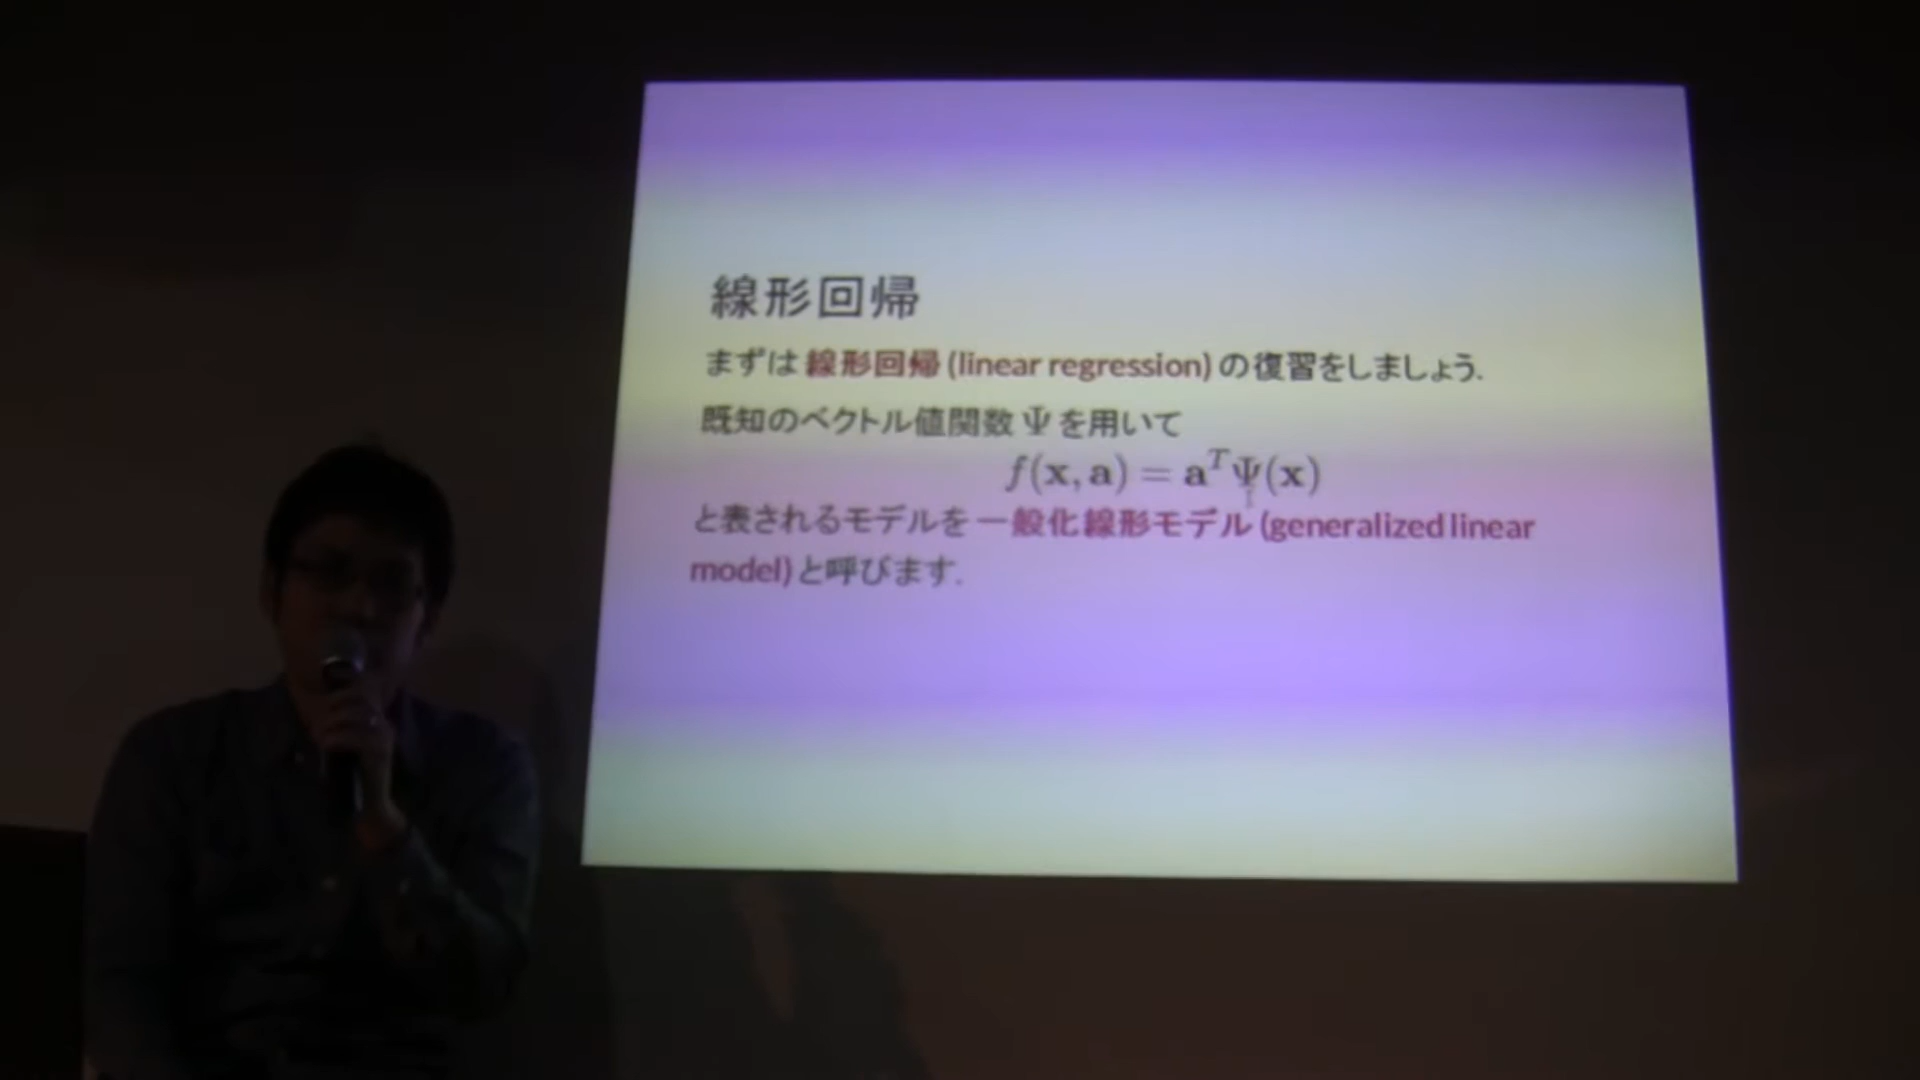 線形回帰
まずは 線形回帰 (linear regression) の復習をしましょう.
既知のベクトル値関数 Ψ を用いて
f(x, a) = a^T Ψ(x)
と表されるモデルを 一般化線形モデル (generalized linear
model) と呼びます.